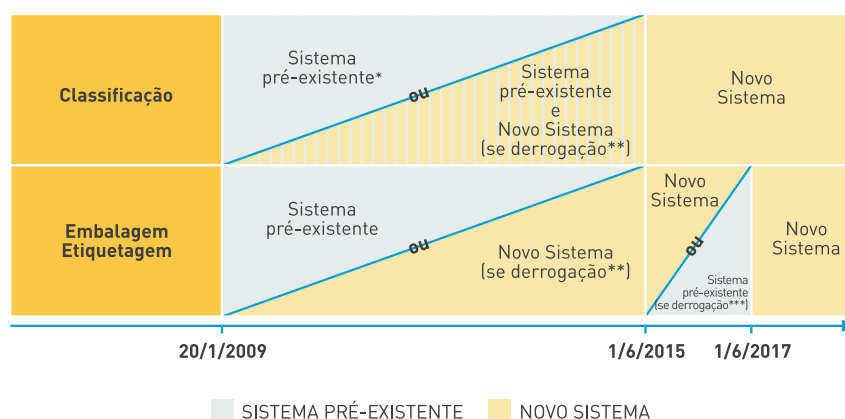 Classificação
Sistema
pré-existente*
ou
Sistema
pré-existente
e
Novo Sistema
(se derrogação**)
Novo
Sistema
Embalagem
Etiquetagem
Sistema
pré-existente
ou
Novo Sistema
(se derrogação**)
Novo
Sistema
ou
Sistema
pré-existente
(se derrogação***)
Novo
Sistema
20/1/2009
1/6/2015
1/6/2017
SISTEMA PRÉ-EXISTENTE
NOVO SISTEMA